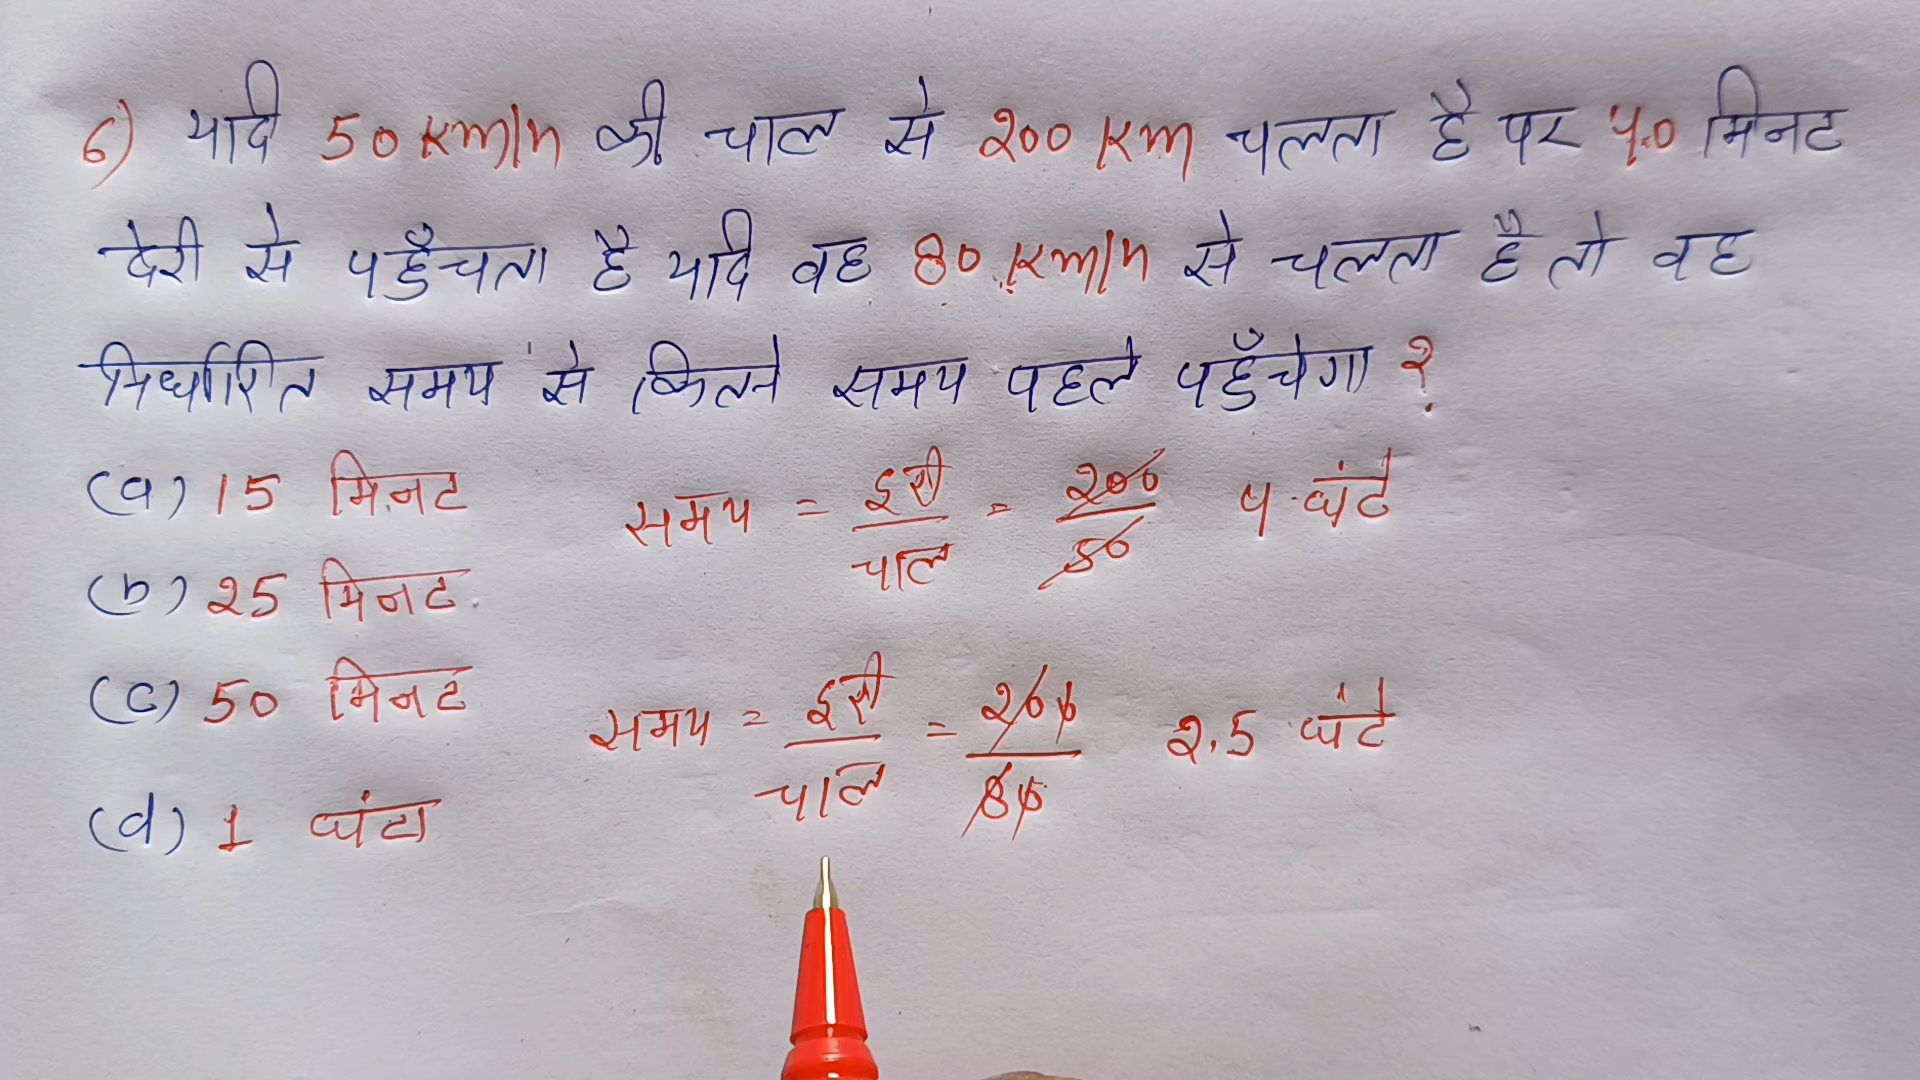 6) यदि 50 km/h की चाल से 200 km चलता है पर 40 मिनट
देरी से पहुँचता है यदि वह 80 km/h से चलता है तो वह
निर्धारित समय से कितने समय पहले पहुँचेगा ?
(a) 15 मिनट
(b) 25 मिनट
(c) 50 मिनट
(d) 1 घंटा
समय = दूरी / चाल = 200 / 50 4 घंटे
समय = दूरी / चाल = 200 / 80 2.5 घंटे